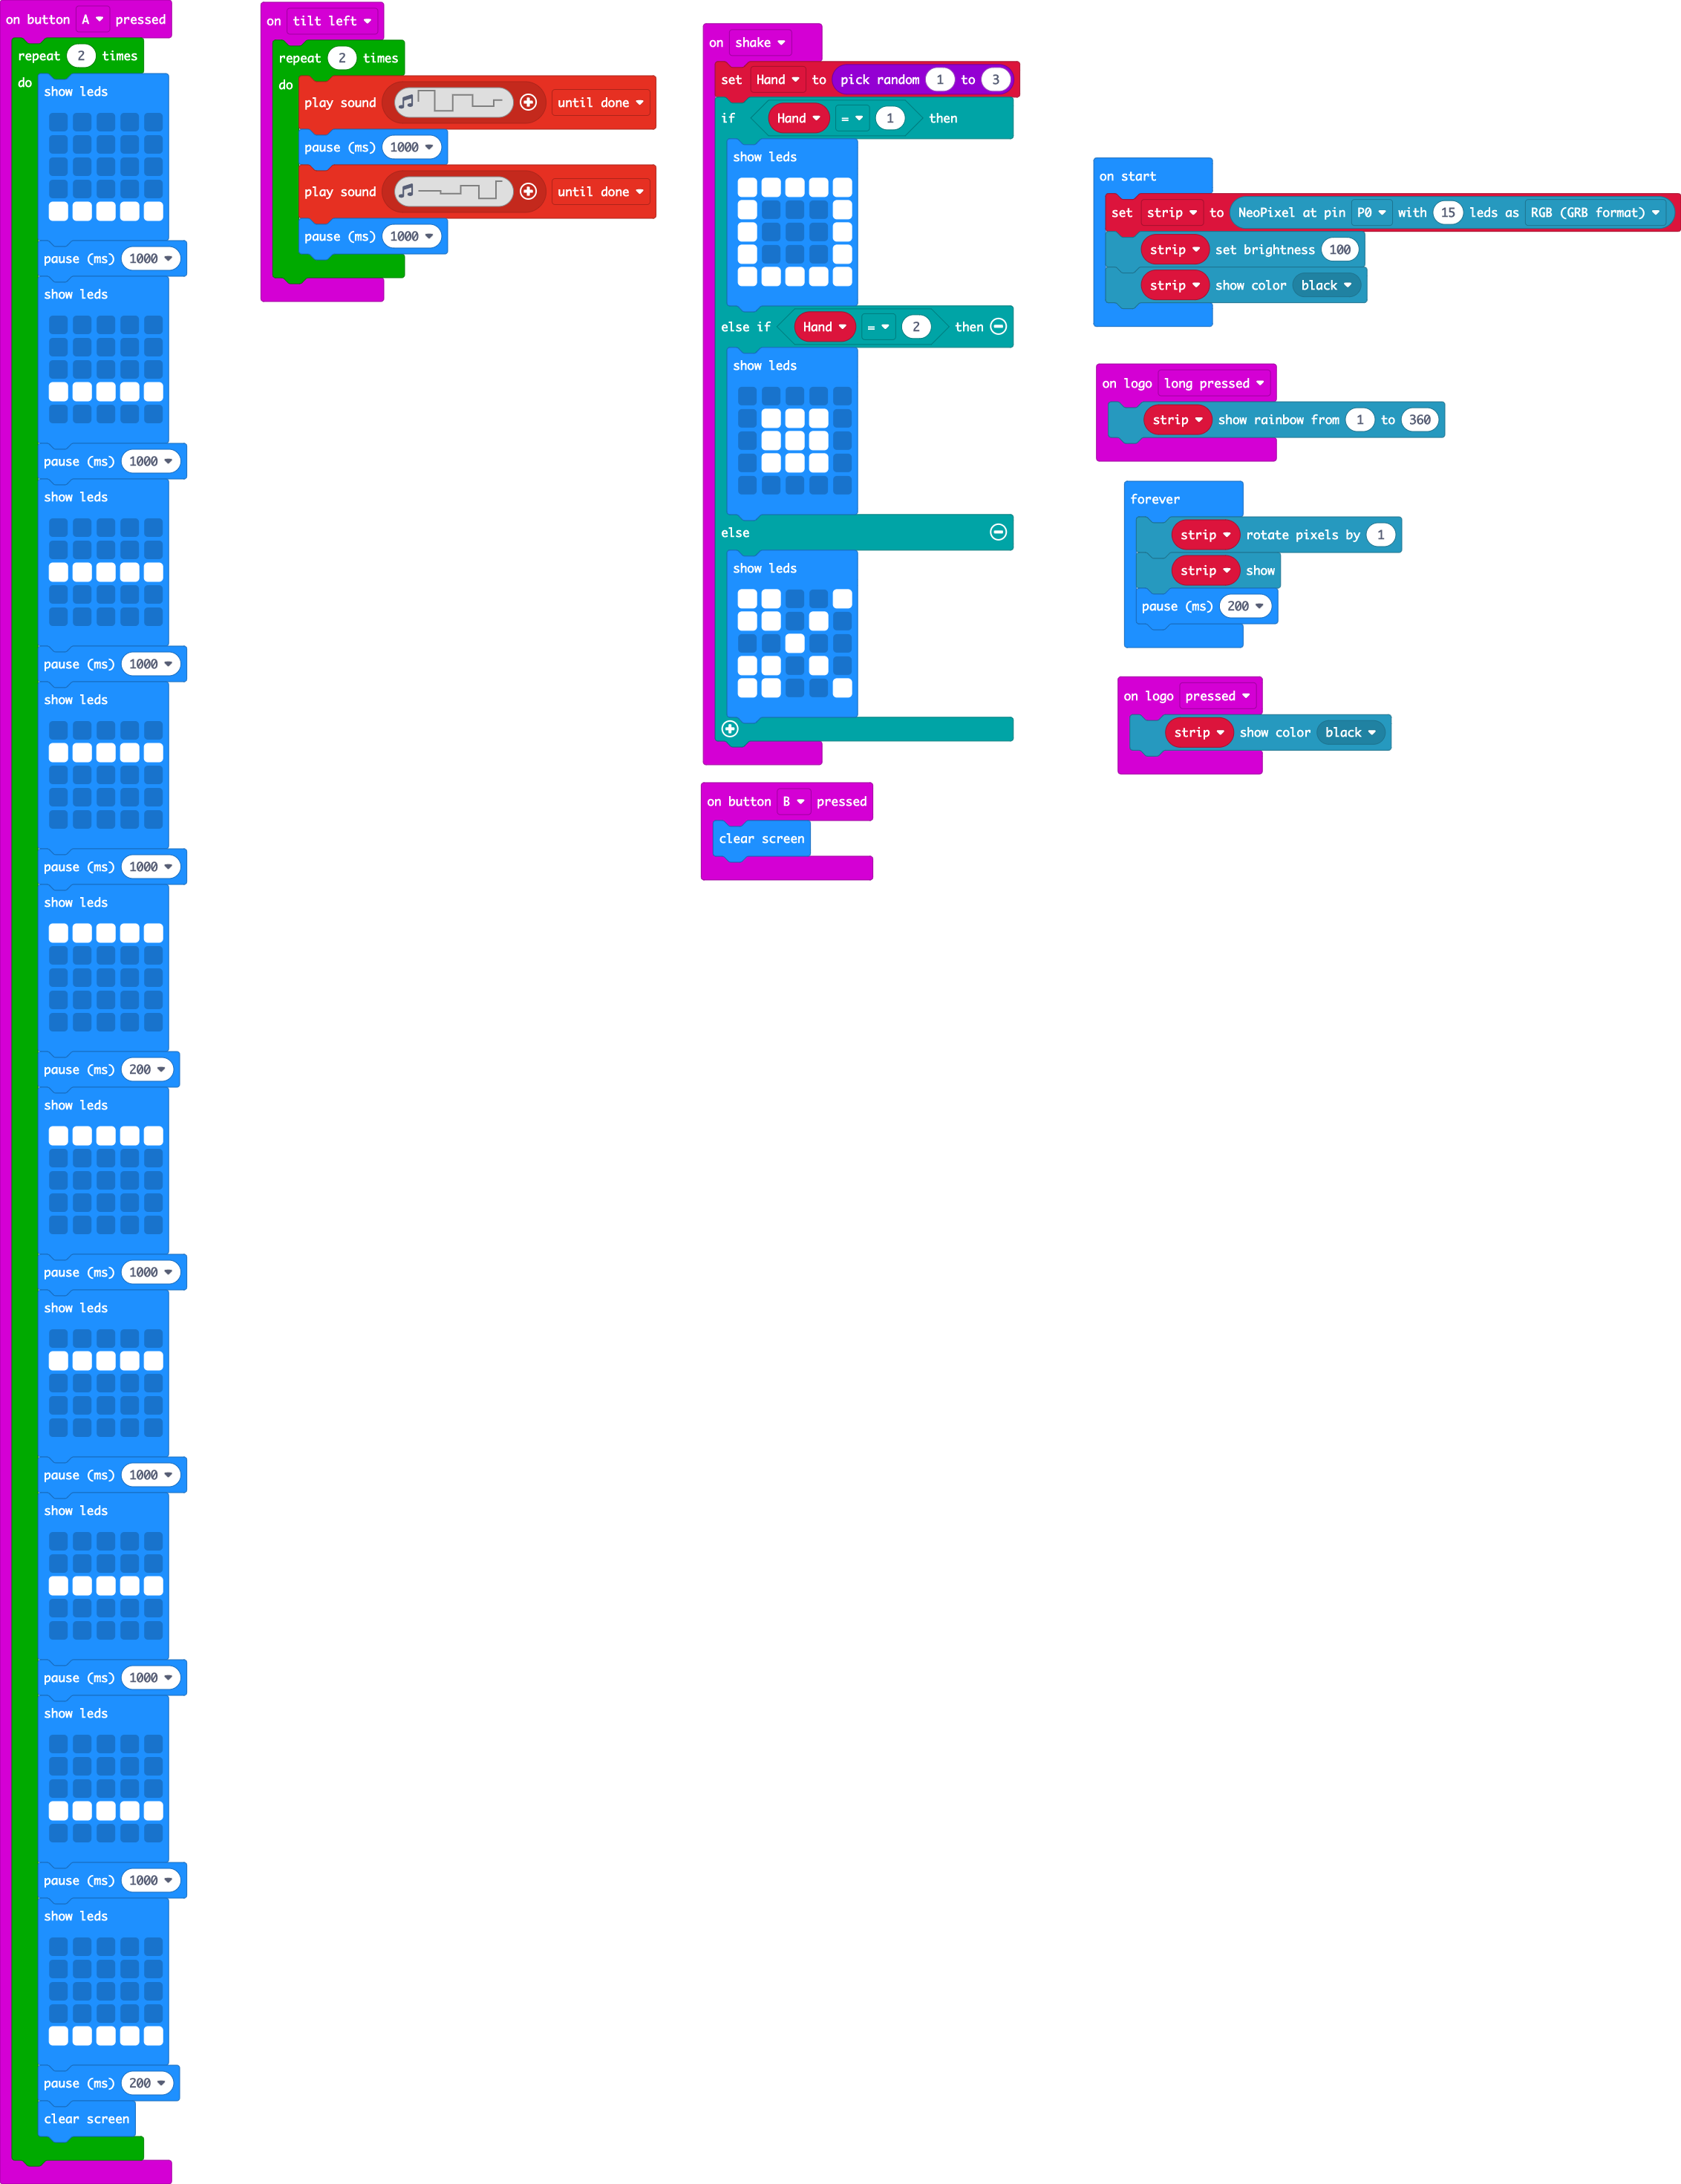 on button A pressed
repeat 2 times
do
show leds
pause (ms) 1000
show leds
pause (ms) 1000
show leds
pause (ms) 1000
show leds
pause (ms) 1000
show leds
pause (ms) 200
show leds
pause (ms) 1000
show leds
pause (ms) 1000
show leds
pause (ms) 1000
show leds
pause (ms) 1000
show leds
pause (ms) 200
clear screen
on tilt left
repeat 2 times
do
play sound until done
pause (ms) 1000
play sound until done
pause (ms) 1000
on shake
set Hand to pick random 1 to 3
if Hand = 1 then
show leds
else if Hand = 2 then
show leds
else
show leds
on button B pressed
clear screen
on start
set strip to NeoPixel at pin P0 with 15 leds as RGB (GRB format)
strip set brightness 100
strip show color black
on logo long pressed
strip show rainbow from 1 to 360
forever
strip rotate pixels by 1
strip show
pause (ms) 200
on logo pressed
strip show color black